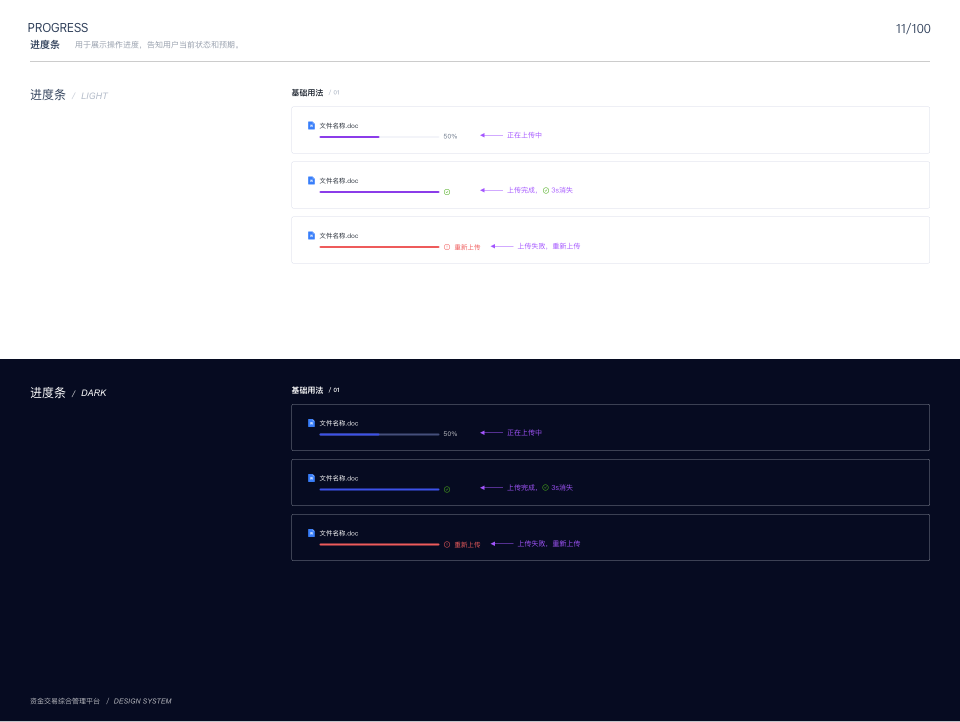 PROGRESS
11/100
进度条 用于展示操作进度，告知用户当前状态和预期。
进度条 / LIGHT
基础用法 / 01
文件名称.doc
50% 正在上传中
文件名称.doc
上传完成，3s消失
文件名称.doc
重新上传 上传失败，重新上传
进度条 / DARK
基础用法 / 01
文件名称.doc
50% 正在上传中
文件名称.doc
上传完成，3s消失
文件名称.doc
重新上传 上传失败，重新上传
资金交易综合管理平台 / DESIGN SYSTEM